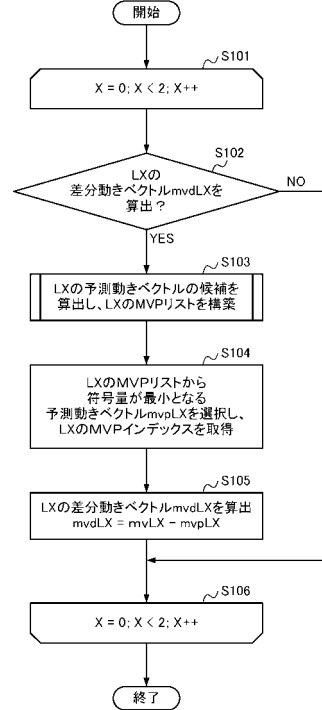 開始
S101
X = 0; X < 2; X++
S102
LXの
差分動きベクトルmvdLXを
算出？
NO
YES
S103
LXの予測動きベクトルの候補を
算出し、LXのMVPリストを構築
S104
LXのMVPリストから
符号量が最小となる
予測動きベクトルmvpLXを選択し、
LXのMVPインデックスを取得
S105
LXの差分動きベクトルmvdLXを算出
mvdLX = mvLX − mvpLX
S106
X = 0; X < 2; X++
終了